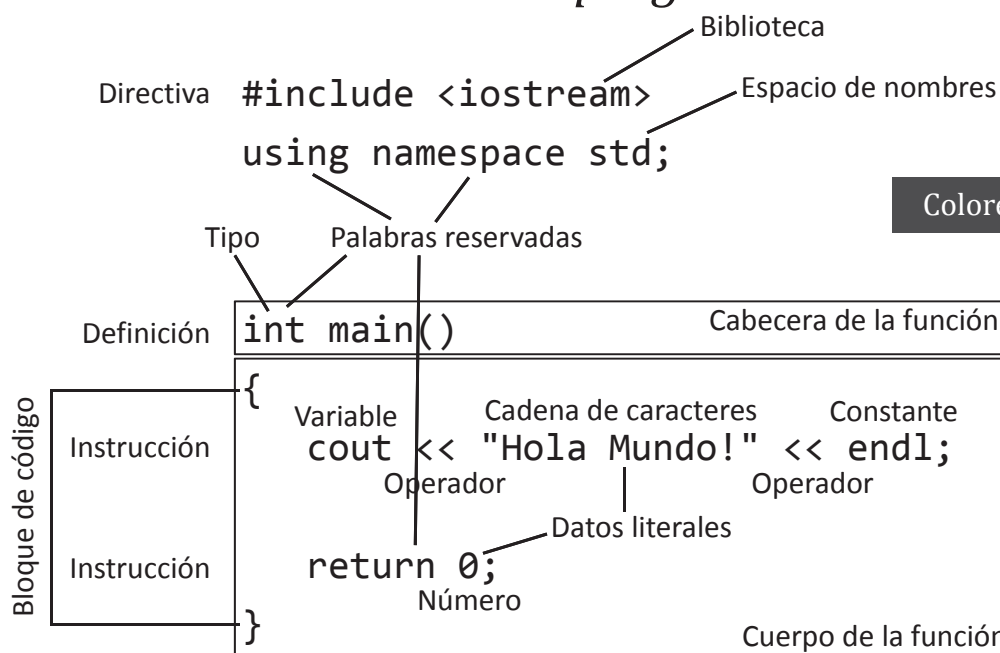 Biblioteca
Directiva #include <iostream>
Espacio de nombres
using namespace std;
Tipo Palabras reservadas
Definición int main() Cabecera de la función
{
Variable Cadena de caracteres Constante
Instrucción cout << "Hola Mundo!" << endl;
Operador Operador
Datos literales
Instrucción return 0;
Número
}
Cuerpo de la función
Bloque de código